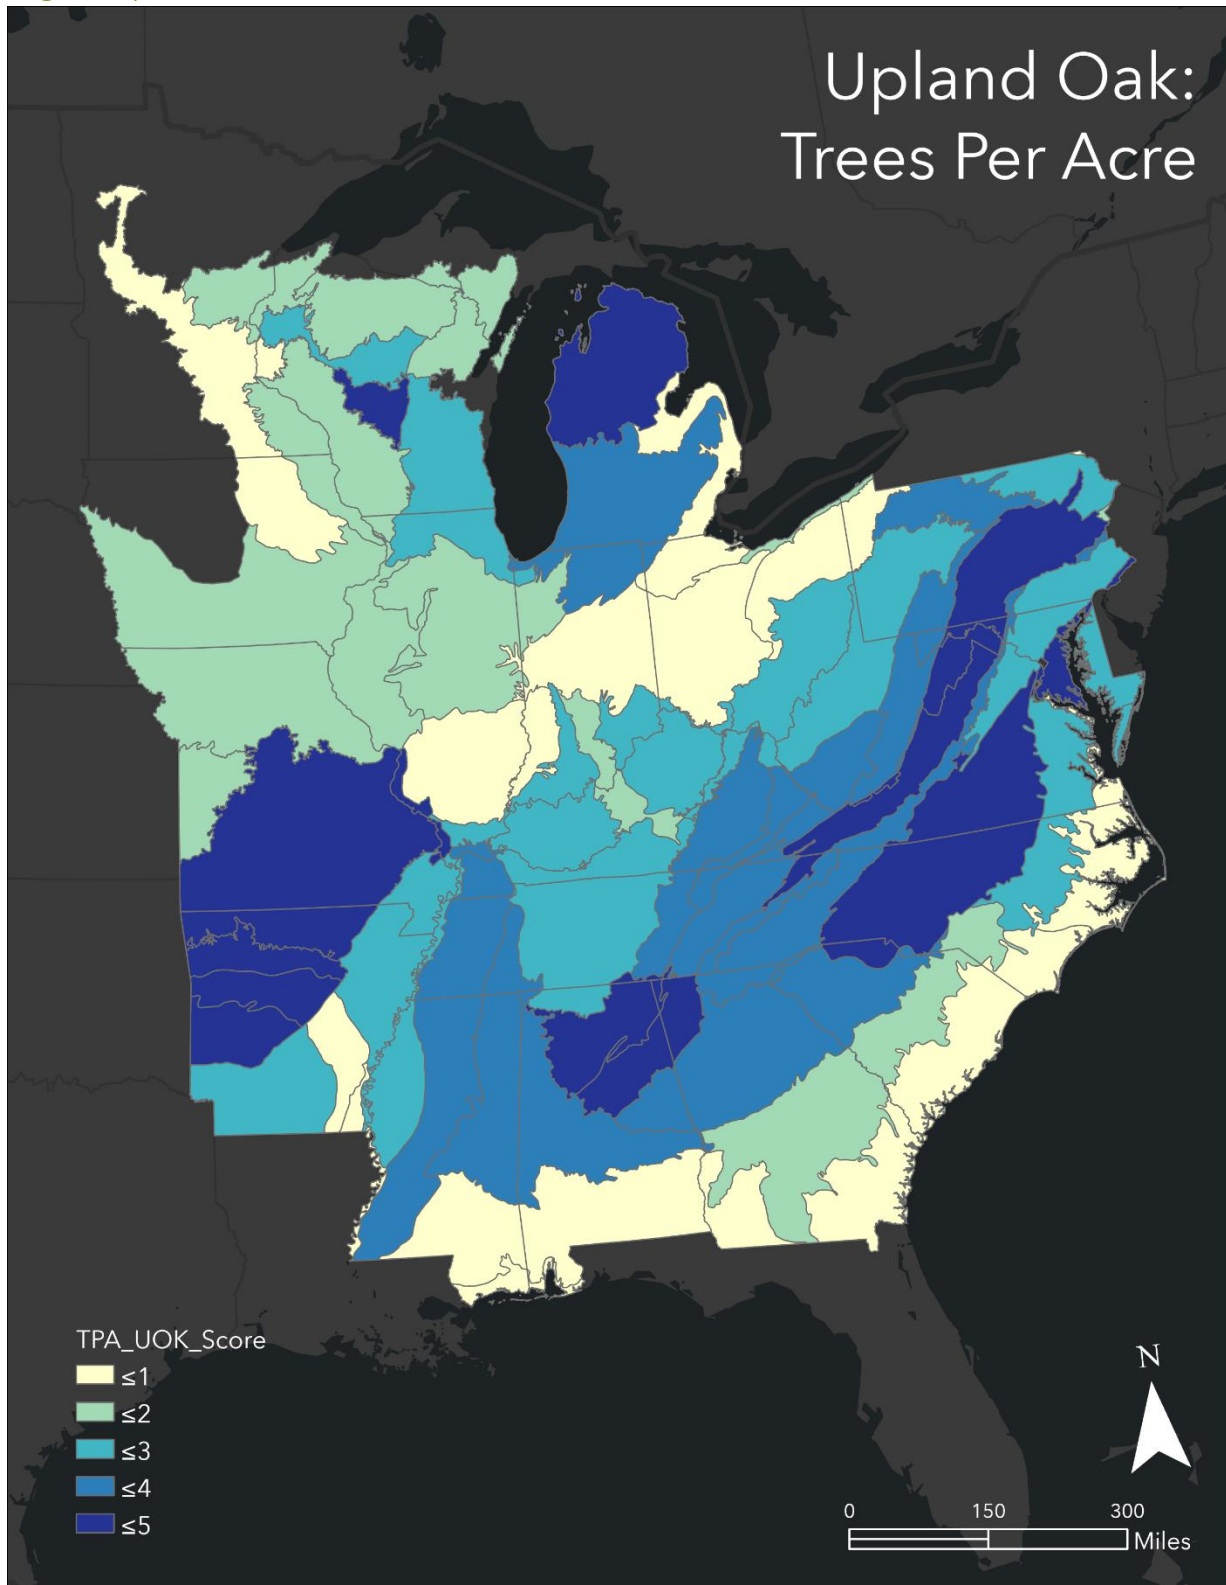 Upland Oak:
Trees Per Acre
TPA_UOK_Score
≤1
≤2
≤3
≤4
≤5
N
0 150 300
Miles